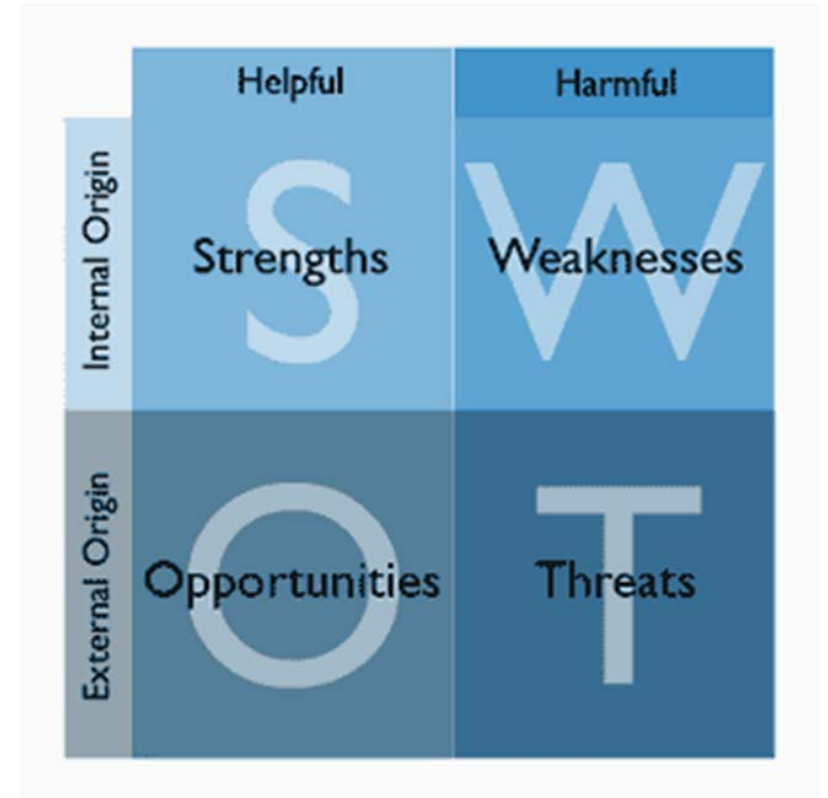 Helpful
Harmful
Internal Origin
S
Strengths
W
Weaknesses
External Origin
O
Opportunities
T
Threats